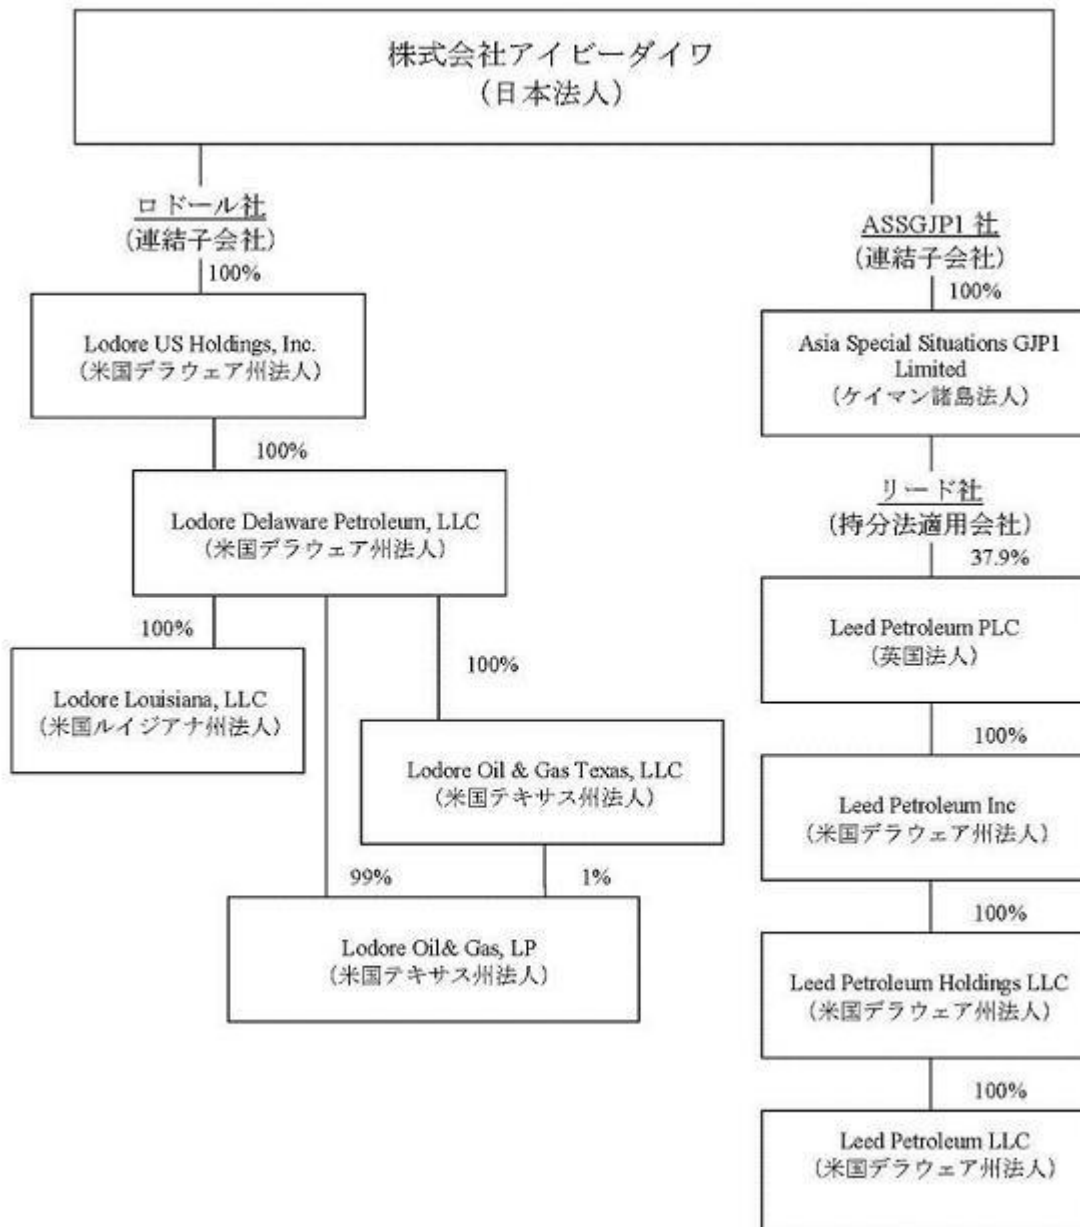 株式会社アイビーダイワ
(日本法人)
ロドール社
(連結子会社)
100%
Lodore US Holdings, Inc.
(米国デラウェア州法人)
100%
Lodore Delaware Petroleum, LLC
(米国デラウェア州法人)
100%
Lodore Louisiana, LLC
(米国ルイジアナ州法人)
100%
Lodore Oil & Gas Texas, LLC
(米国テキサス州法人)
99%
1%
Lodore Oil& Gas, LP
(米国テキサス州法人)
ASSGJP1 社
(連結子会社)
100%
Asia Special Situations GJP1
Limited
(ケイマン諸島法人)
リード社
(持分法適用会社)
37.9%
Leed Petroleum PLC
(英国法人)
100%
Leed Petroleum Inc
(米国デラウェア州法人)
100%
Leed Petroleum Holdings LLC
(米国デラウェア州法人)
100%
Leed Petroleum LLC
(米国デラウェア州法人)